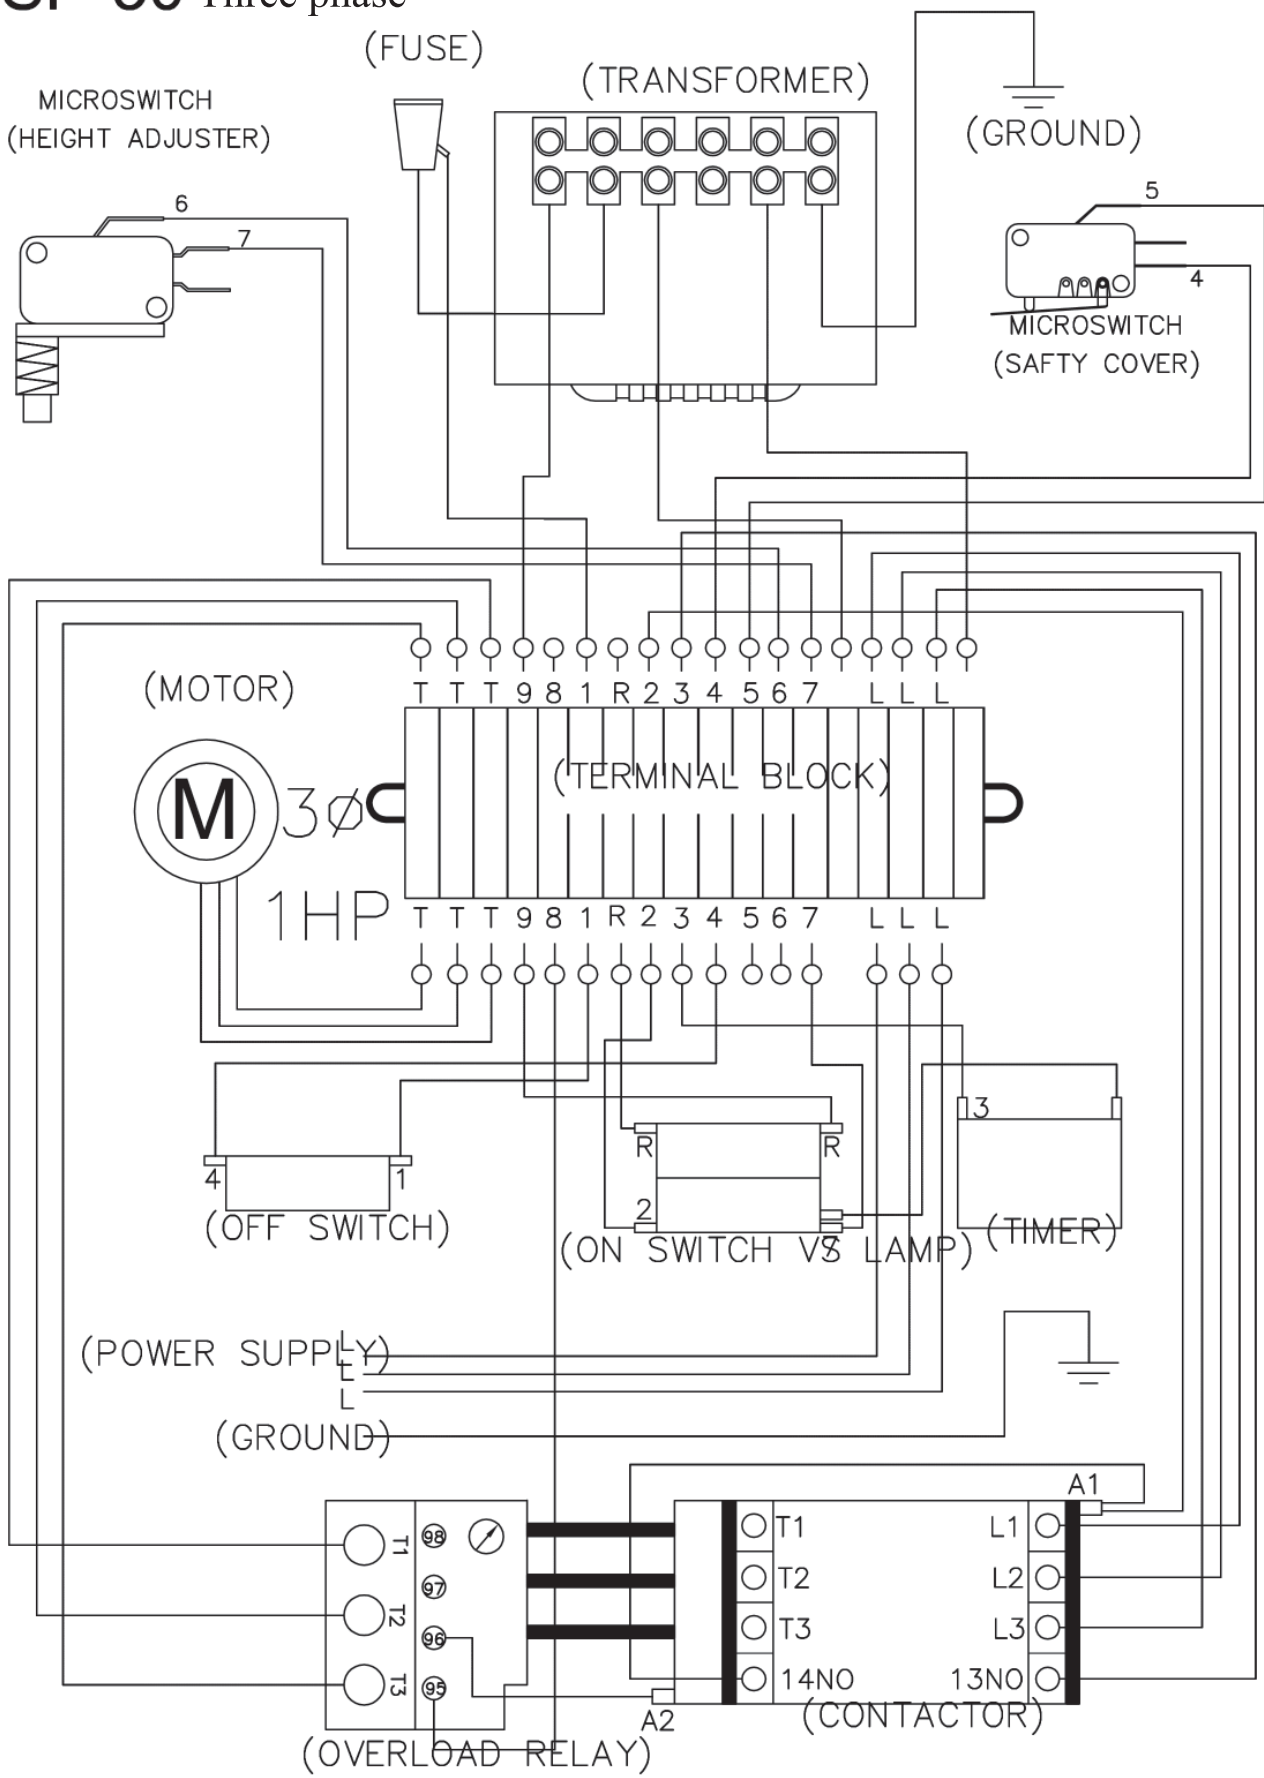 Three phase
(FUSE)
(TRANSFORMER)
MICROSWITCH
(HEIGHT ADJUSTER)
(GROUND)
6
7
5
4
MICROSWITCH
(SAFTY COVER)
(MOTOR)
T T T 9 8 1 R 2 3 4 5 6 7 L L L
(TERMINAL BLOCK)
M 3Ø
1HP
T T T 9 8 1 R 2 3 4 5 6 7 L L L
3
R R
4 1
2
7
(OFF SWITCH)
(ON SWITCH VS LAMP)
(TIMER)
(POWER SUPPLY)
L
L
L
(GROUND)
A1
T1 98 T1 L1
97 T2 L2
T2 96 T3 L3
T3 95 14NO 13NO
A2
(CONTACTOR)
(OVERLOAD RELAY)